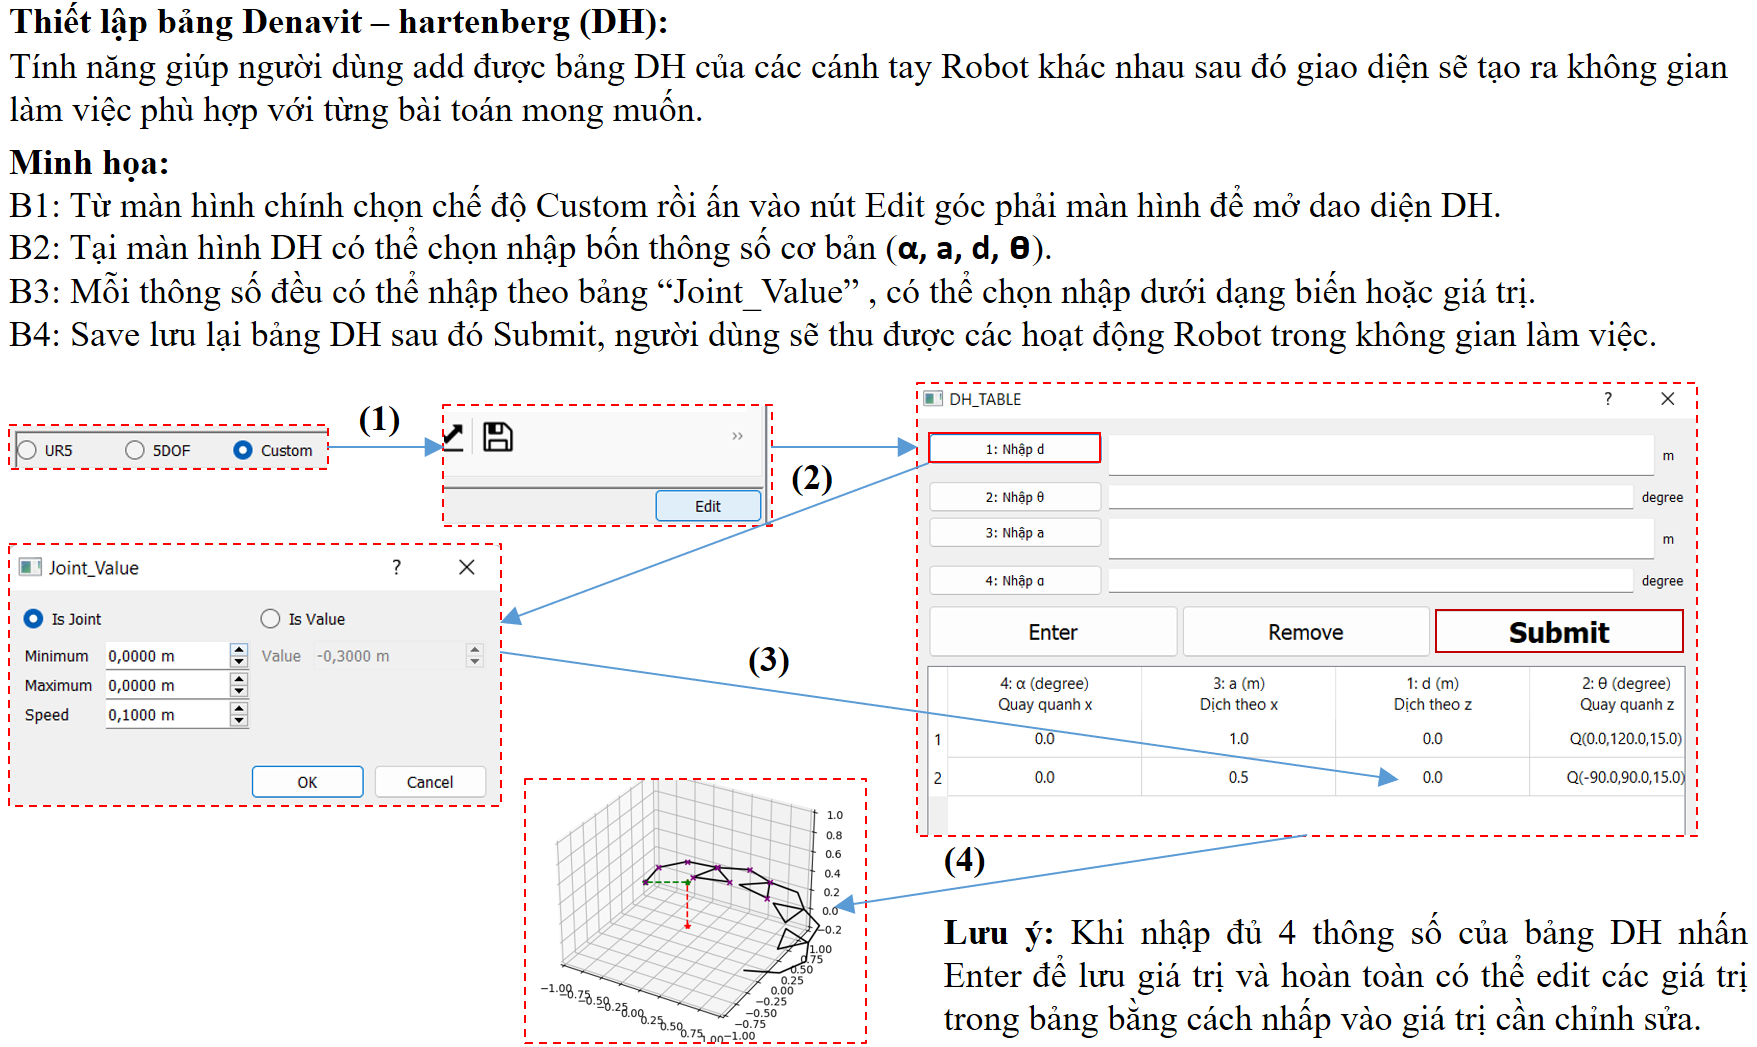 Thiết lập bảng Denavit – hartenberg (DH):
Tính năng giúp người dùng add được bảng DH của các cánh tay Robot khác nhau sau đó giao diện sẽ tạo ra không gian
làm việc phù hợp với từng bài toán mong muốn.
Minh họa:
B1: Từ màn hình chính chọn chế độ Custom rồi ấn vào nút Edit góc phải màn hình để mở dao diện DH.
B2: Tại màn hình DH có thể chọn nhập bốn thông số cơ bản (α, a, d, θ).
B3: Mỗi thông số đều có thể nhập theo bảng “Joint_Value” , có thể chọn nhập dưới dạng biến hoặc giá trị.
B4: Save lưu lại bảng DH sau đó Submit, người dùng sẽ thu được các hoạt động Robot trong không gian làm việc.
UR5 5DOF Custom
(1)
»
Edit
(2)
DH_TABLE ? ×
1: Nhập d m
2: Nhập θ degree
3: Nhập a m
4: Nhập α degree
Enter Remove Submit
4: α (degree) 3: a (m) 1: d (m) 2: θ (degree)
Quay quanh x Dịch theo x Dịch theo z Quay quanh z
1 0.0 1.0 0.0 Q(0.0,120.0,15.0)
2 0.0 0.5 0.0 Q(-90.0,90.0,15.0)
Joint_Value ? ×
Is Joint Is Value
Minimum 0,0000 m Value -0,3000 m
Maximum 0,0000 m
Speed 0,1000 m
OK Cancel
(3)
(4)
1.0
0.8
0.6
0.4
0.2
0.0
−0.2
1.00
0.75
0.50
0.25
0.00
−0.25
−0.50
−0.75
−1.00
−1.00
−0.75
−0.50
−0.25
0.00
0.25
0.50
0.75
1.00
Lưu ý: Khi nhập đủ 4 thông số của bảng DH nhấn
Enter để lưu giá trị và hoàn toàn có thể edit các giá trị
trong bảng bằng cách nhấp vào giá trị cần chỉnh sửa.